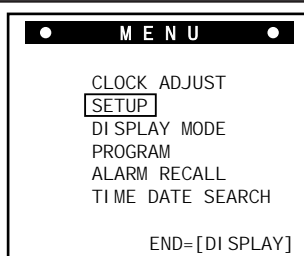 ● MENU ●
CLOCK ADJUST
SETUP
DISPLAY MODE
PROGRAM
ALARM RECALL
TIME DATE SEARCH
END=[DISPLAY]